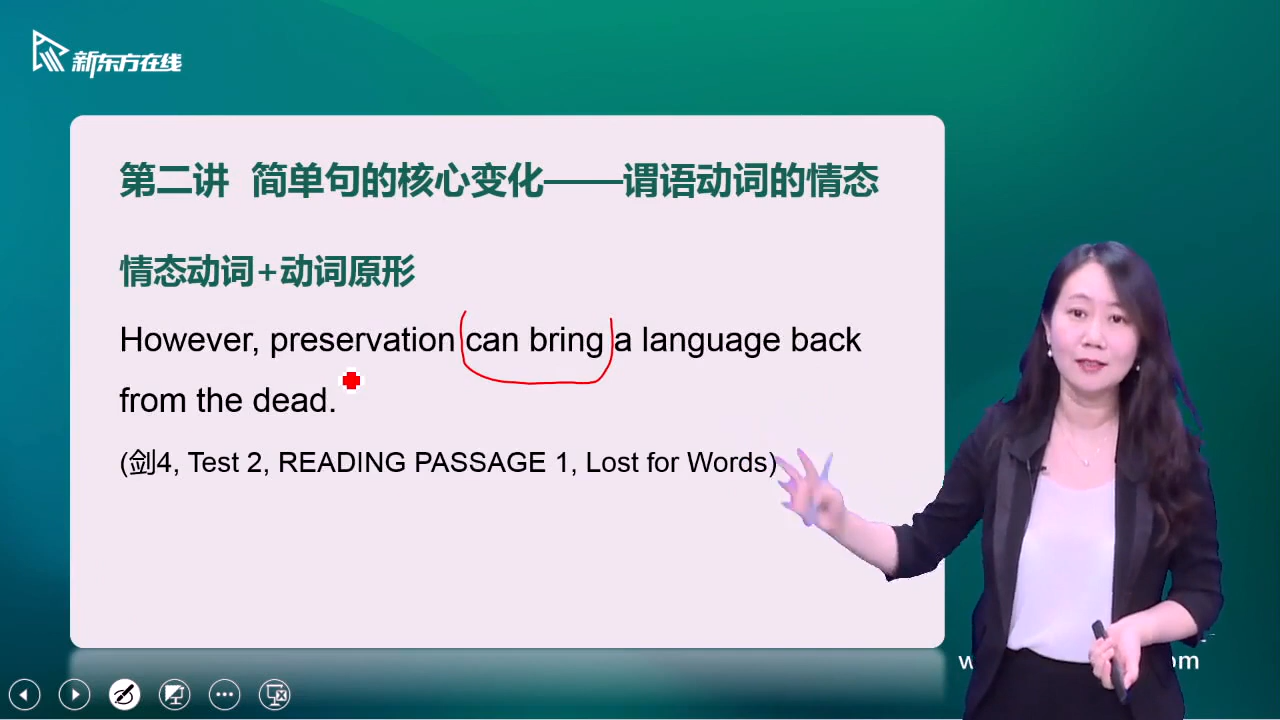 新东方在线
第二讲 简单句的核心变化——谓语动词的情态
情态动词+动词原形
However, preservation can bring a language back
from the dead.
(剑4, Test 2, READING PASSAGE 1, Lost for Words)